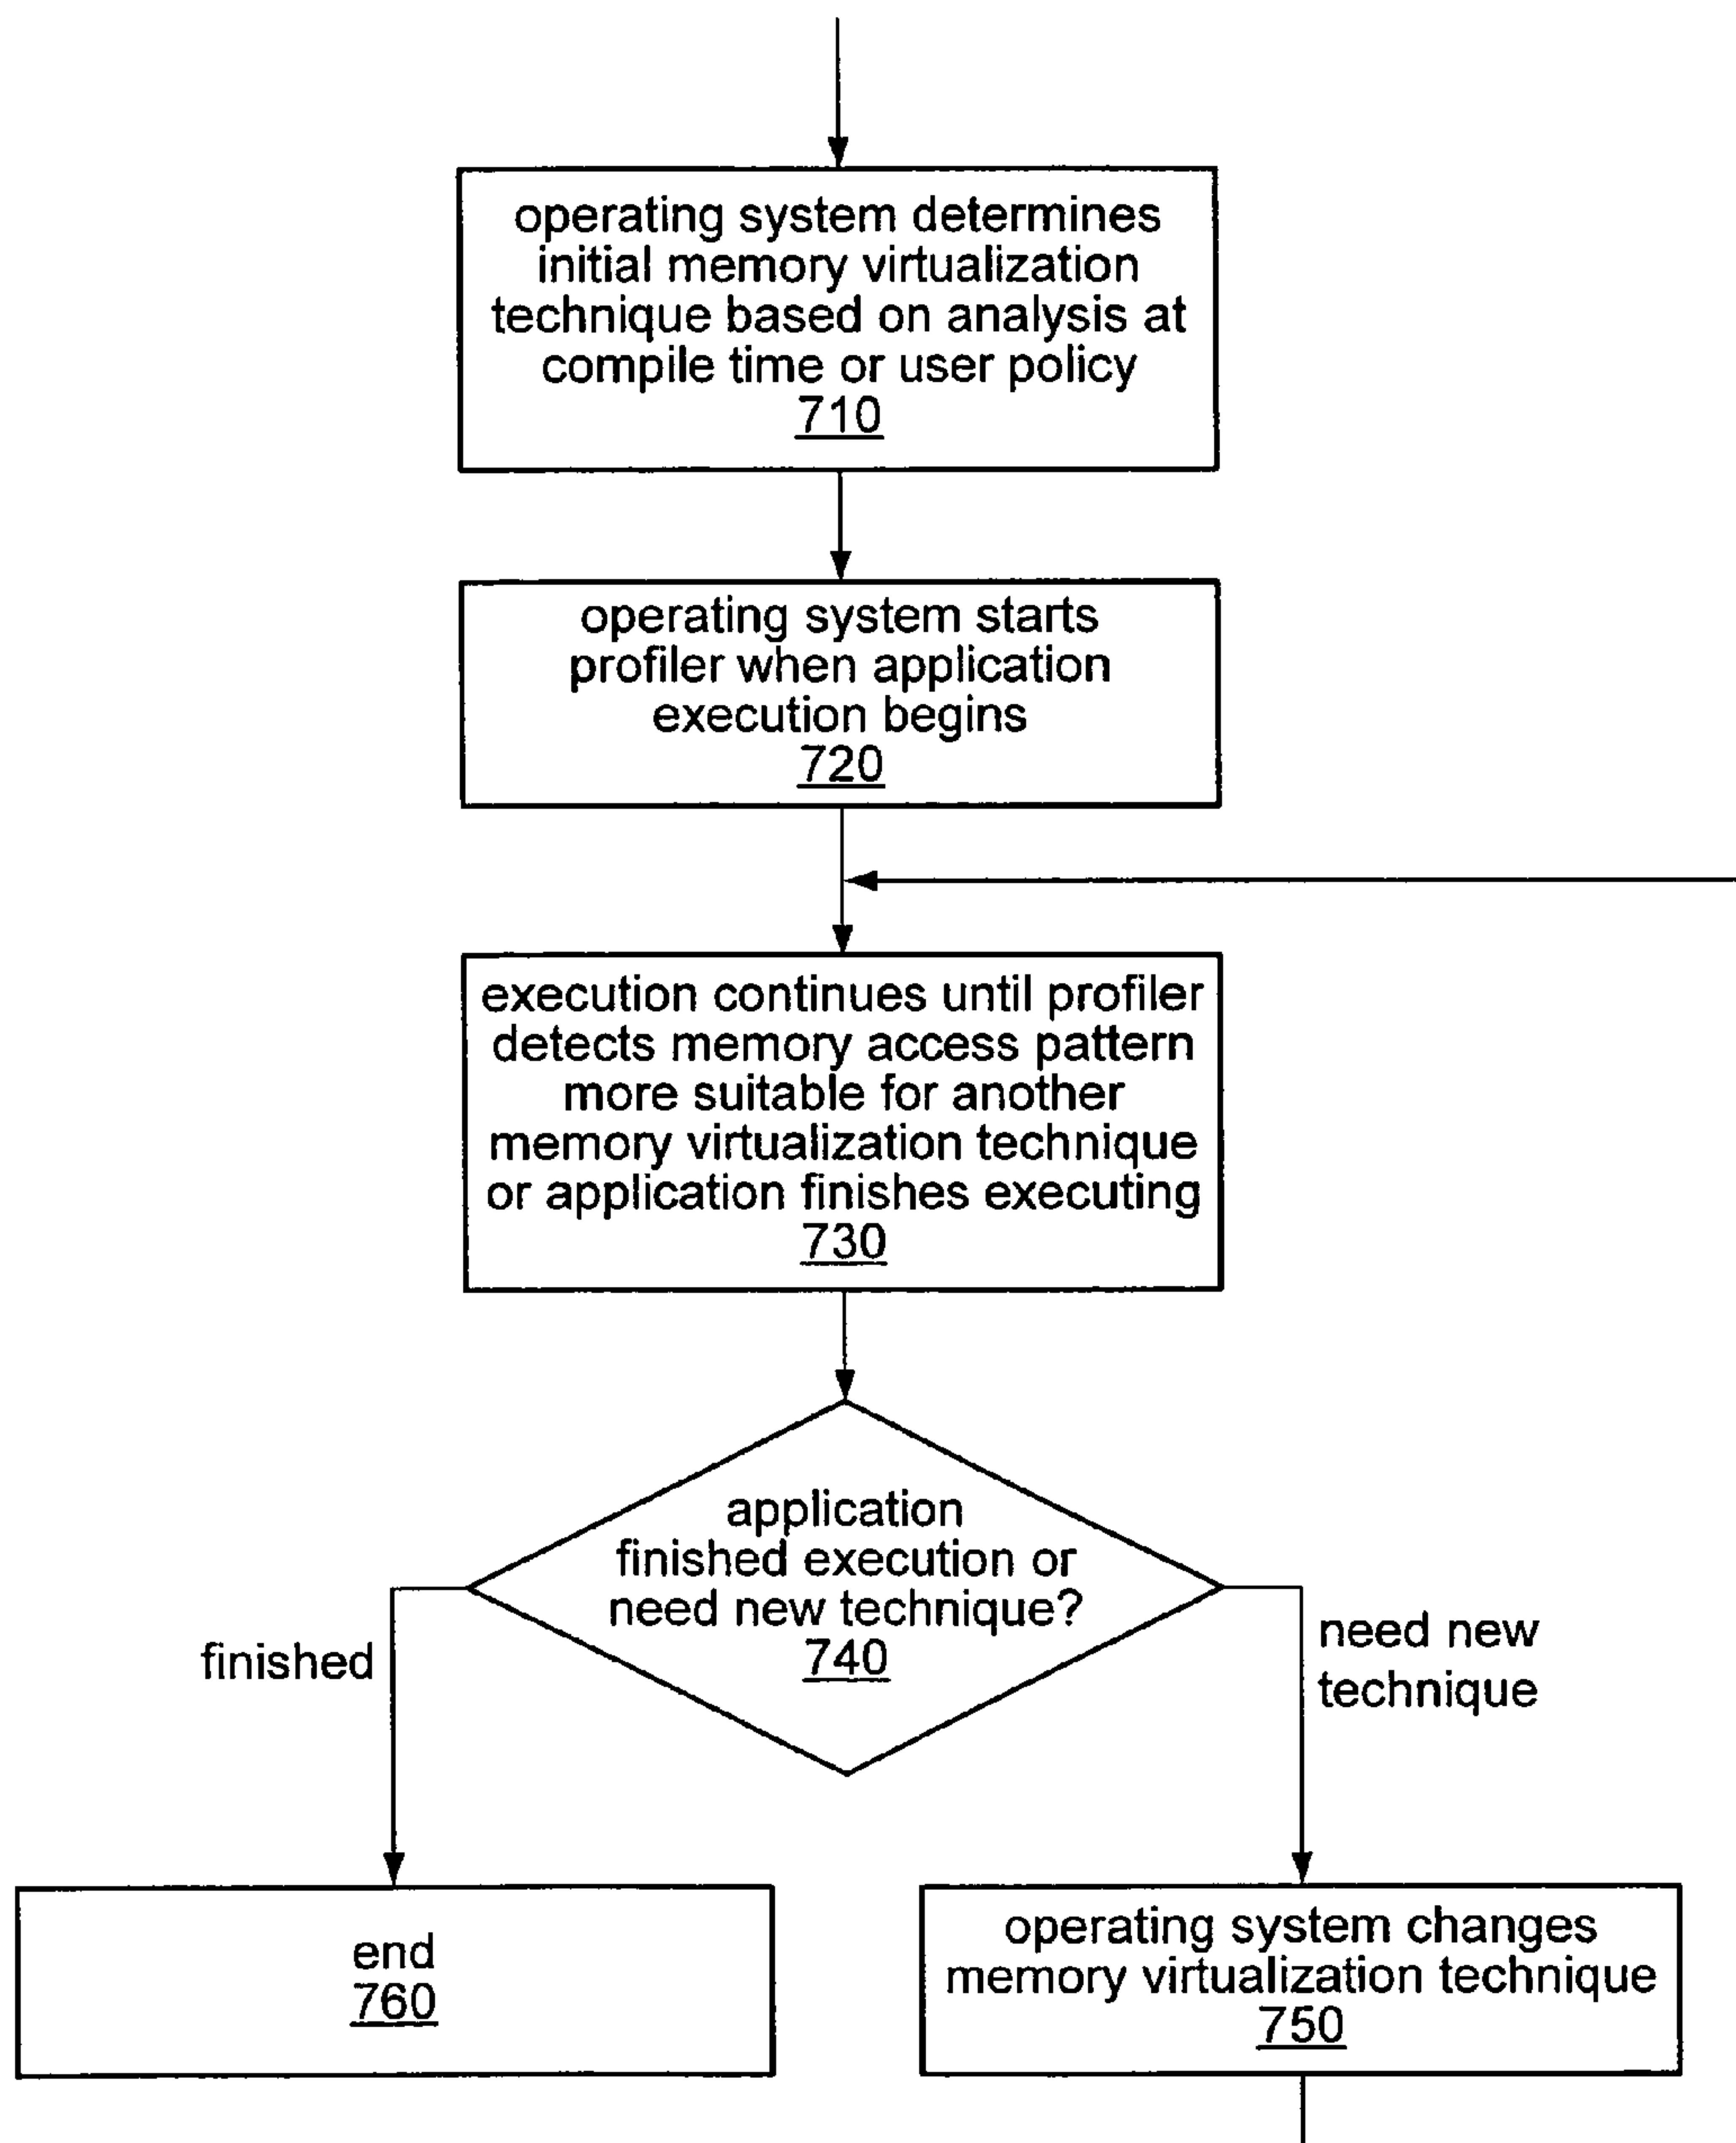 operating system determines
initial memory virtualization
technique based on analysis at
compile time or user policy
710
operating system starts
profiler when application
execution begins
720
execution continues until profiler
detects memory access pattern
more suitable for another
memory virtualization technique
or application finishes executing
730
application
finished execution or
need new technique?
740
finished
need new
technique
end
760
operating system changes
memory virtualization technique
750